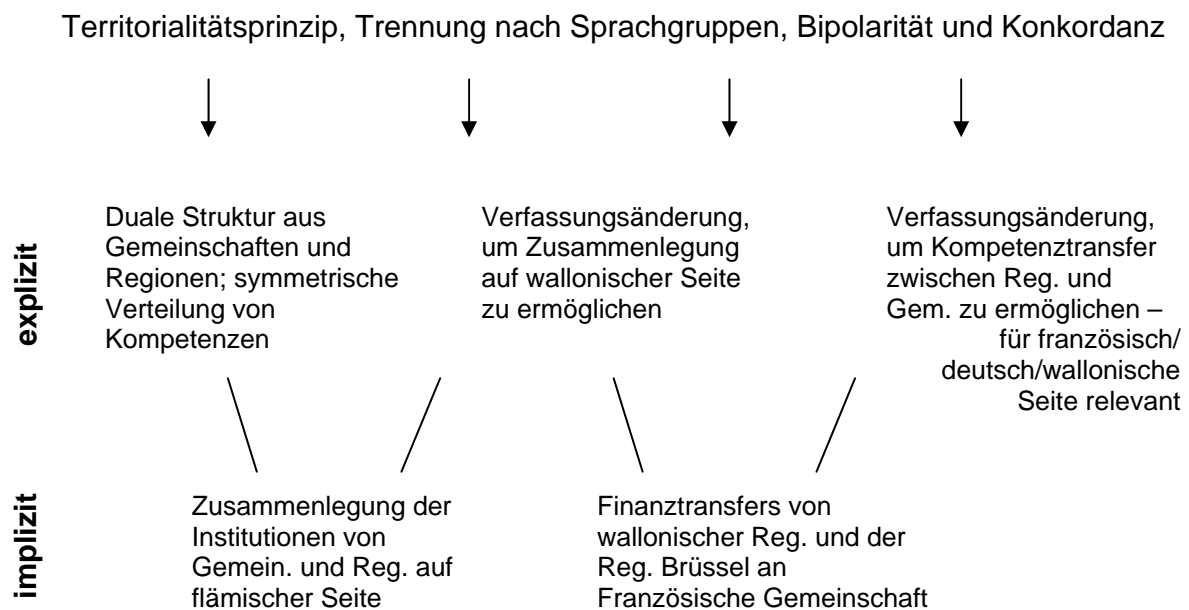 Territorialitätsprinzip, Trennung nach Sprachgruppen, Bipolarität und Konkordanz
explizit
Duale Struktur aus
Gemeinschaften und
Regionen; symmetrische
Verteilung von
Kompetenzen
Verfassungsänderung,
um Zusammenlegung
auf wallonischer Seite
zu ermöglichen
Verfassungsänderung,
um Kompetenztransfer
zwischen Reg. und
Gem. zu ermöglichen –
für französisch/
deutsch/wallonische
Seite relevant
implizit
Zusammenlegung der
Institutionen von
Gemein. und Reg. auf
flämischer Seite
Finanztransfers von
wallonischer Reg. und der
Reg. Brüssel an
Französische Gemeinschaft